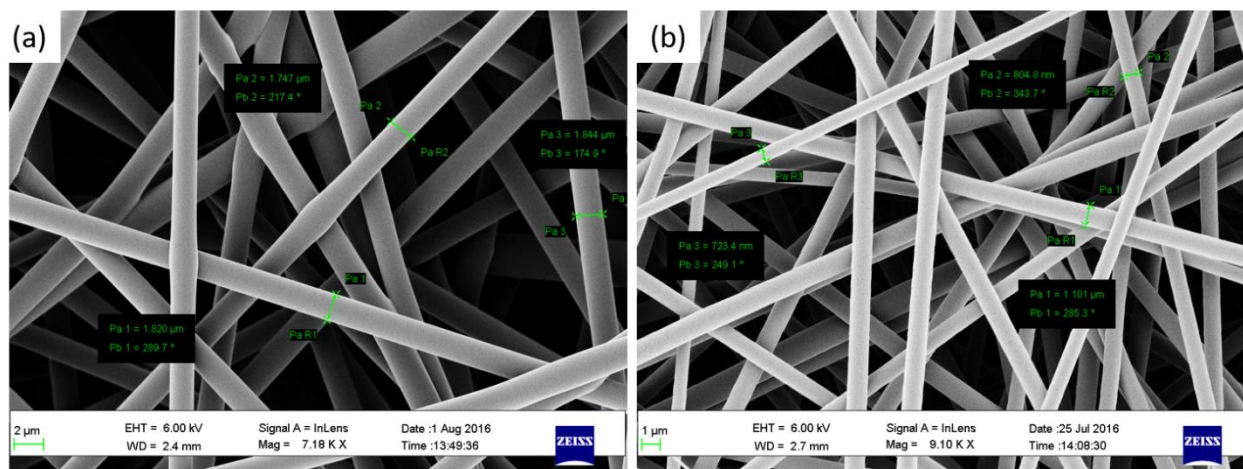 (a)
Pa 2 = 1.747 µm
Pb 2 = 217.4 °
Pa 2
Pa R2
Pa 3 = 1.844 µm
Pb 3 = 174.9 °
Pa
Pa 3
Pa 1
Pa R1
Pa 1 = 1.820 µm
Pb 1 = 289.7 °
2 µm
EHT = 6.00 kV
WD = 2.4 mm
Signal A = InLens
Mag = 7.18 K X
Date :1 Aug 2016
Time :13:49:36
ZEISS
(b)
Pa 2 = 804.8 nm
Pb 2 = 343.7 °
Pa 2
Pa R2
Pa 3
Pa R3
Pa 1
Pa R1
Pa 3 = 723.4 nm
Pb 3 = 249.1 °
Pa 1 = 1.101 µm
Pb 1 = 285.3 °
1 µm
EHT = 6.00 kV
WD = 2.7 mm
Signal A = InLens
Mag = 9.10 K X
Date :25 Jul 2016
Time :14:08:30
ZEISS